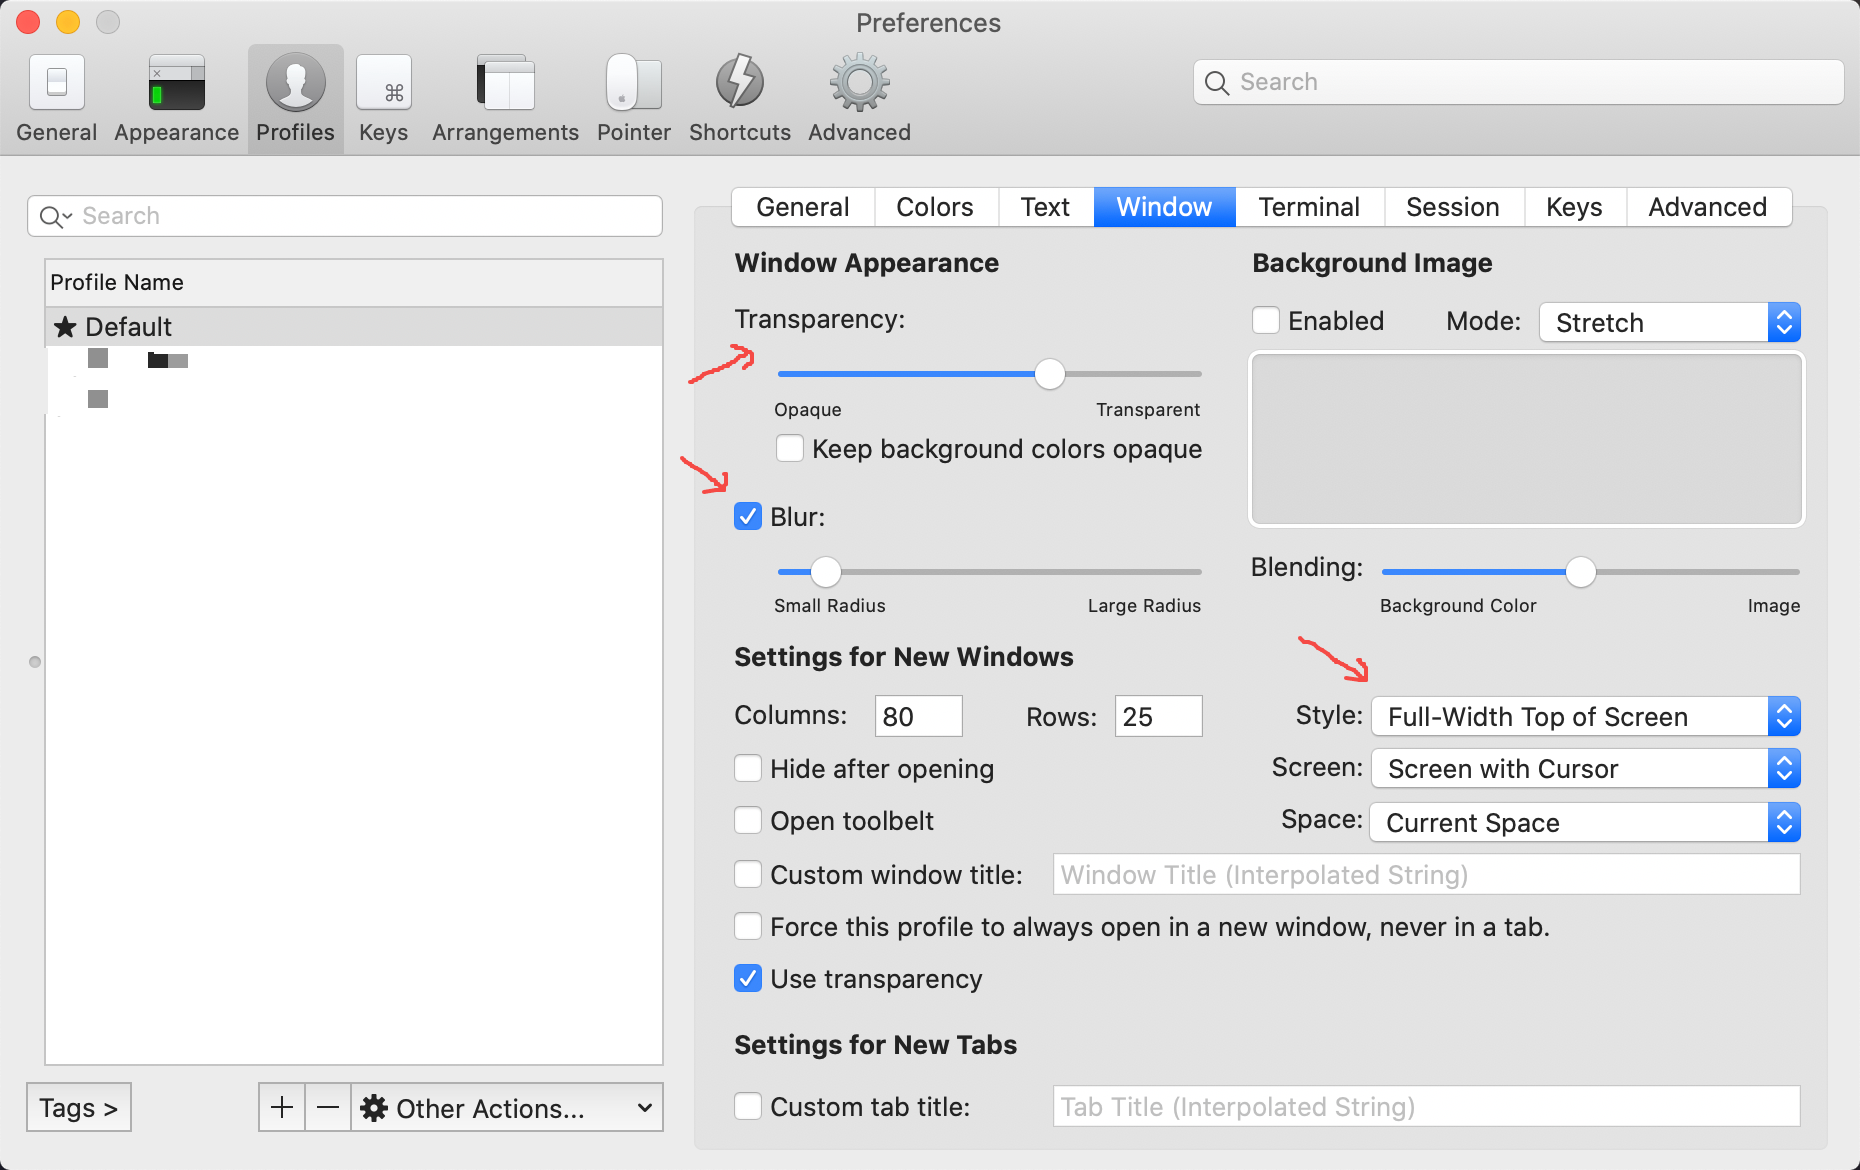 Preferences
General Appearance Profiles Keys Arrangements Pointer Shortcuts Advanced
Search
Search
Profile Name
Default
Tags >
Other Actions...
General Colors Text Window Terminal Session Keys Advanced
Window Appearance
Transparency:
Opaque Transparent
Keep background colors opaque
Blur:
Small Radius Large Radius
Background Image
Enabled Mode: Stretch
Blending:
Background Color Image
Settings for New Windows
Columns: 80 Rows: 25 Style: Full-Width Top of Screen
Hide after opening Screen: Screen with Cursor
Open toolbelt Space: Current Space
Custom window title: Window Title (Interpolated String)
Force this profile to always open in a new window, never in a tab.
Use transparency
Settings for New Tabs
Custom tab title: Tab Title (Interpolated String)